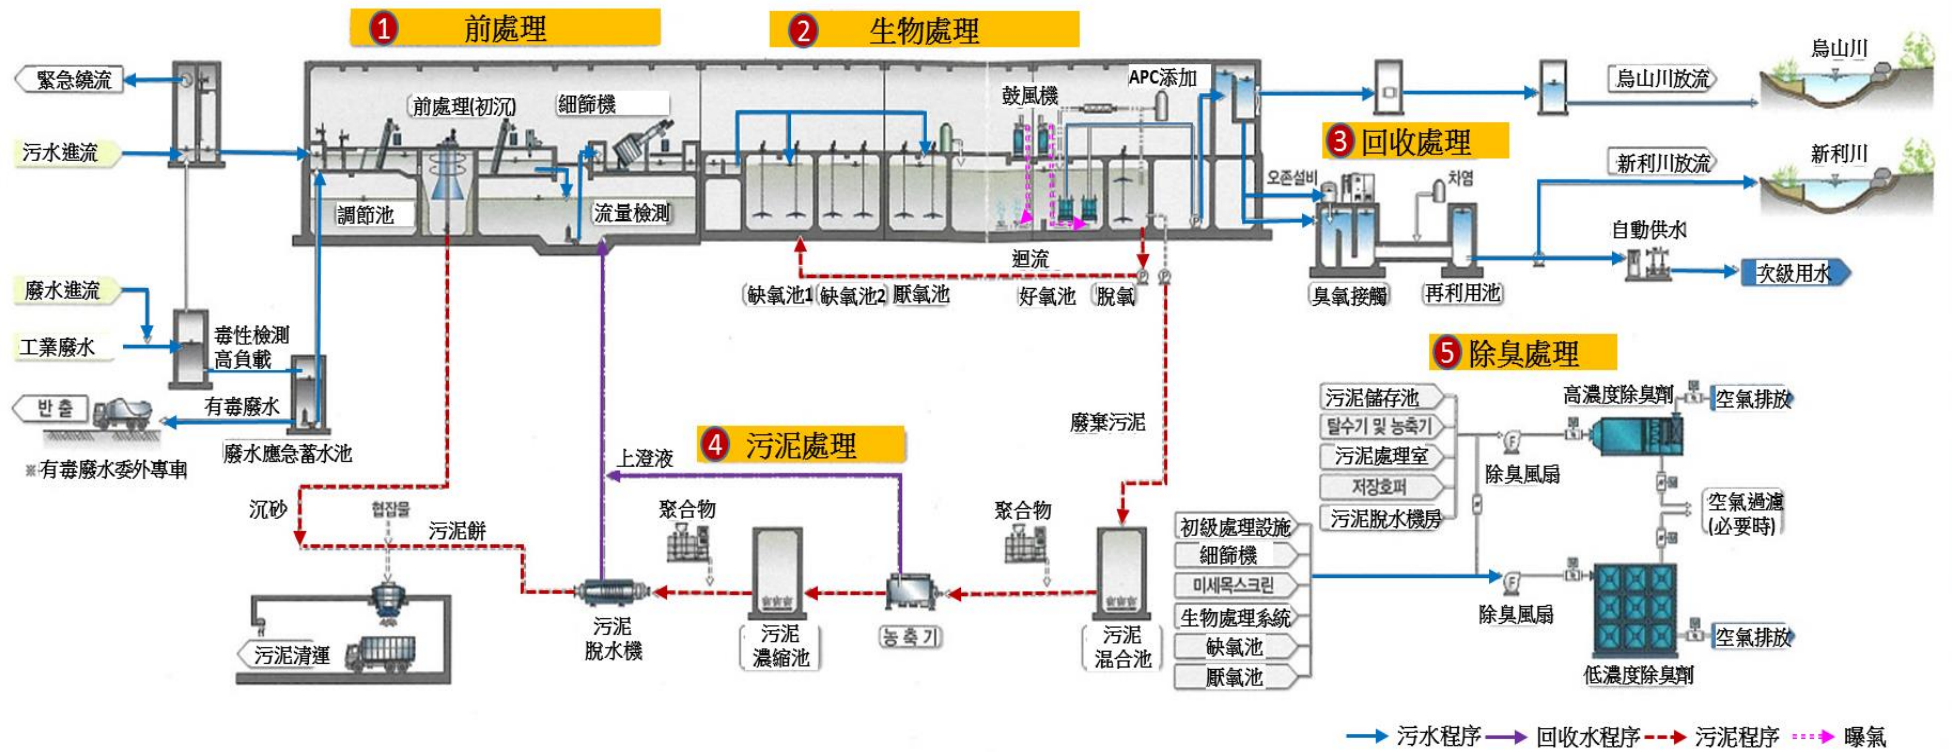 1 前處理
2 生物處理
緊急繞流
污水進流
廢水進流
工業廢水
毒性檢測
高負載
반 출
有毒廢水
廢水應急蓄水池
※有毒廢水委外專車
前處理(初沉)
細篩機
調節池
流量檢測
鼓風機
APC添加
P
迴流
缺氧池1
缺氧池2
厭氧池
好氧池
脫氧
P
P
烏山川放流
烏山川
3 回收處理
新利川放流
新利川
오존설비
차염
臭氧接觸
再利用池
P
自動供水
次級用水
4 污泥處理
上澄液
廢棄污泥
沉砂
협잡물
污泥餅
污泥清運
污泥
脫水機
聚合物
污泥
濃縮池
농 축 기
聚合物
污泥
混合池
5 除臭處理
污泥儲存池
탈수기 및 농축기
污泥處理室
저장호퍼
污泥脫水機房
初級處理設施
細篩機
미세목스크린
生物處理系統
缺氧池
厭氧池
F
除臭風扇
F
除臭風扇
高濃度除臭劑
空氣排放
空氣過濾
(必要時)
空氣排放
低濃度除臭劑
污水程序
回收水程序
污泥程序
曝氣